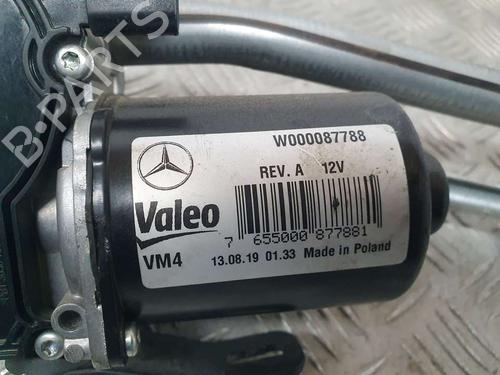 B-PARTS
W000087788
REV. A 12V
Valeo
7 655000 877881
VM4 13.08.19 01.33 Made in Poland